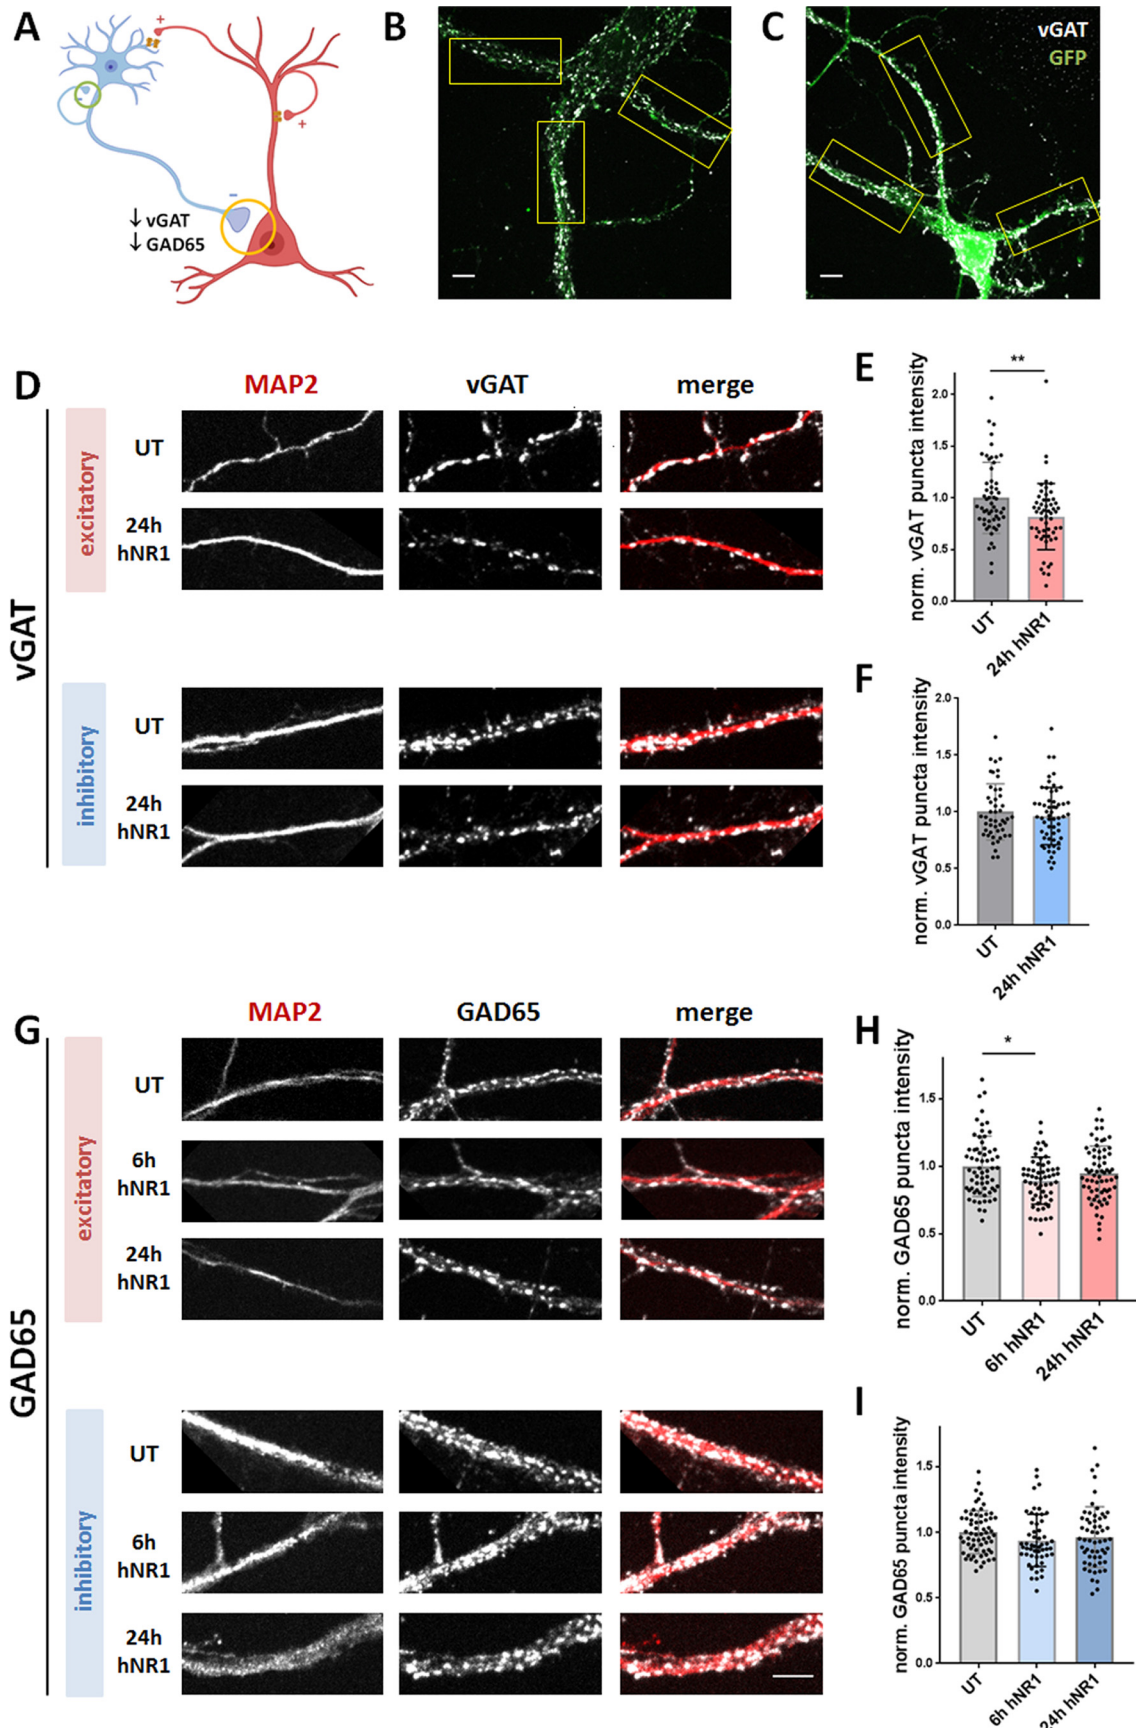 A
+
-
+
-
↓ vGAT
↓ GAD65
B
C
vGAT
GFP
D
MAP2 vGAT merge
vGAT
excitatory
UT
24h
hNR1
inhibitory
UT
24h
hNR1
E
norm. vGAT puncta intensity
**
2.0
1.5
1.0
0.5
0.0
UT
24h hNR1
F
norm. vGAT puncta intensity
2.0
1.5
1.0
0.5
0.0
UT
24h hNR1
G
MAP2 GAD65 merge
GAD65
excitatory
UT
6h
hNR1
24h
hNR1
inhibitory
UT
6h
hNR1
24h
hNR1
H
norm. GAD65 puncta intensity
*
1.5
1.0
0.5
0.0
UT
6h hNR1
24h hNR1
I
norm. GAD65 puncta intensity
1.5
1.0
0.5
0.0
UT
6h hNR1
24h hNR1